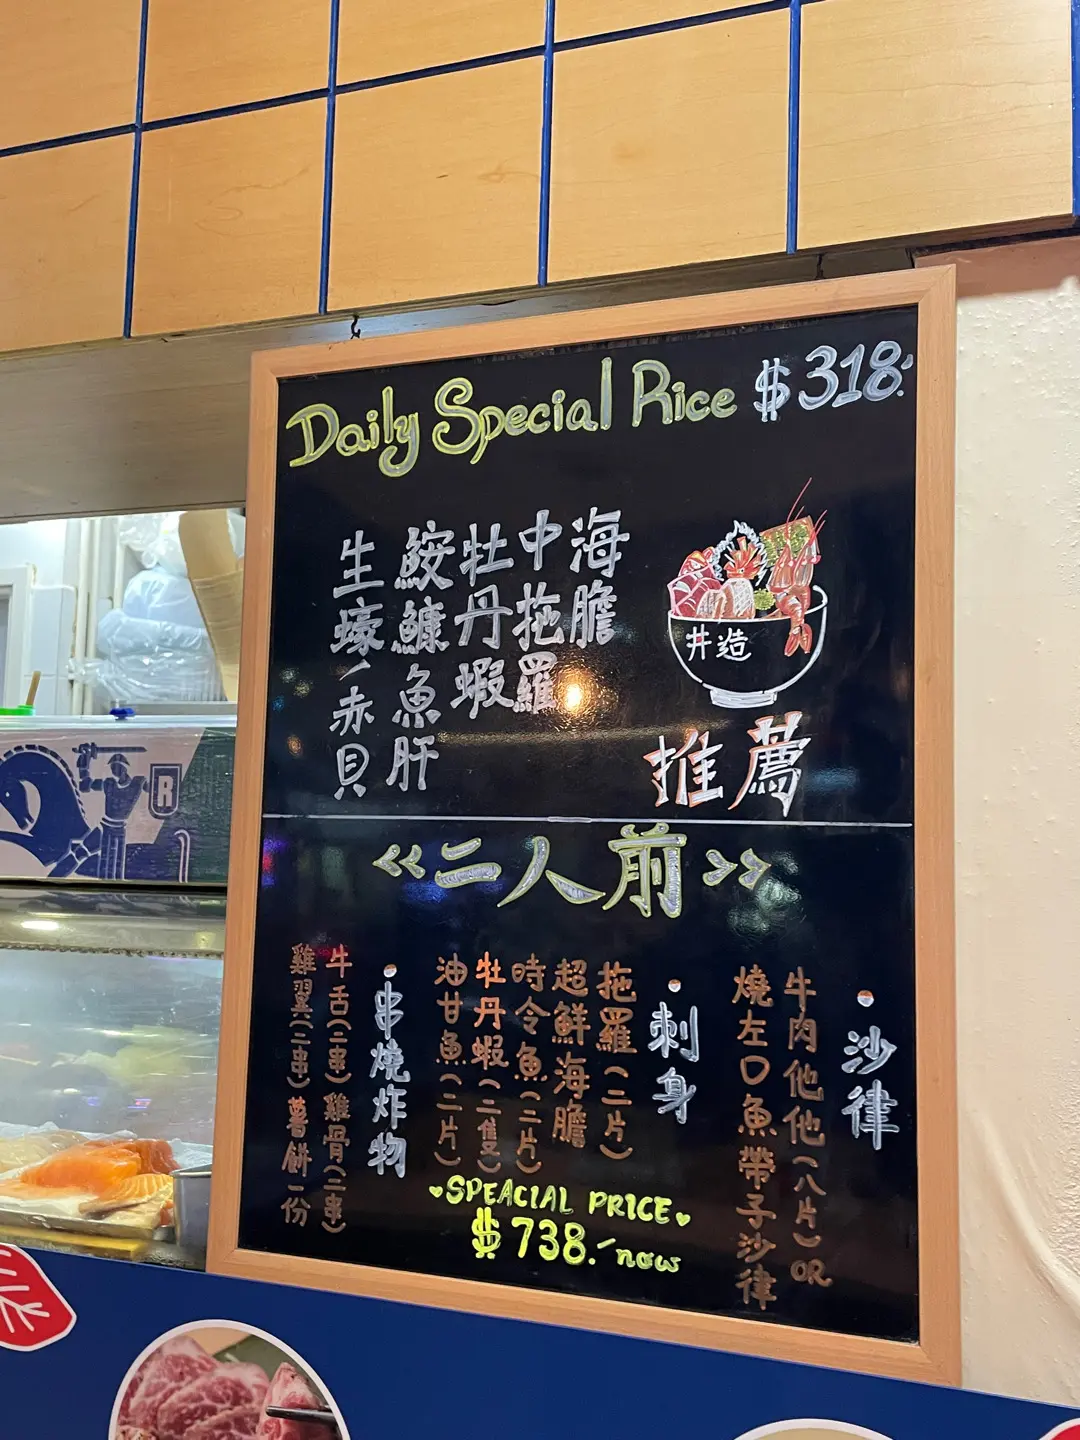 Daily Special Rice $318.
海膽
中拖羅
牡丹蝦
鮟鱇魚肝
生蠔/赤貝
井造
推薦
《二人前》
•沙律
牛肉他他(八片)OR
燒左口魚帶子沙律
•刺身
拖羅(二片)
超鮮海膽
時令魚(二片)
牡丹蝦(二隻)
油甘魚(二片)
•串燒炸物
牛舌(二串)雞骨(二串)
雞翼(二串)薯餅一份
SPEACIAL PRICE
$738.-now
R